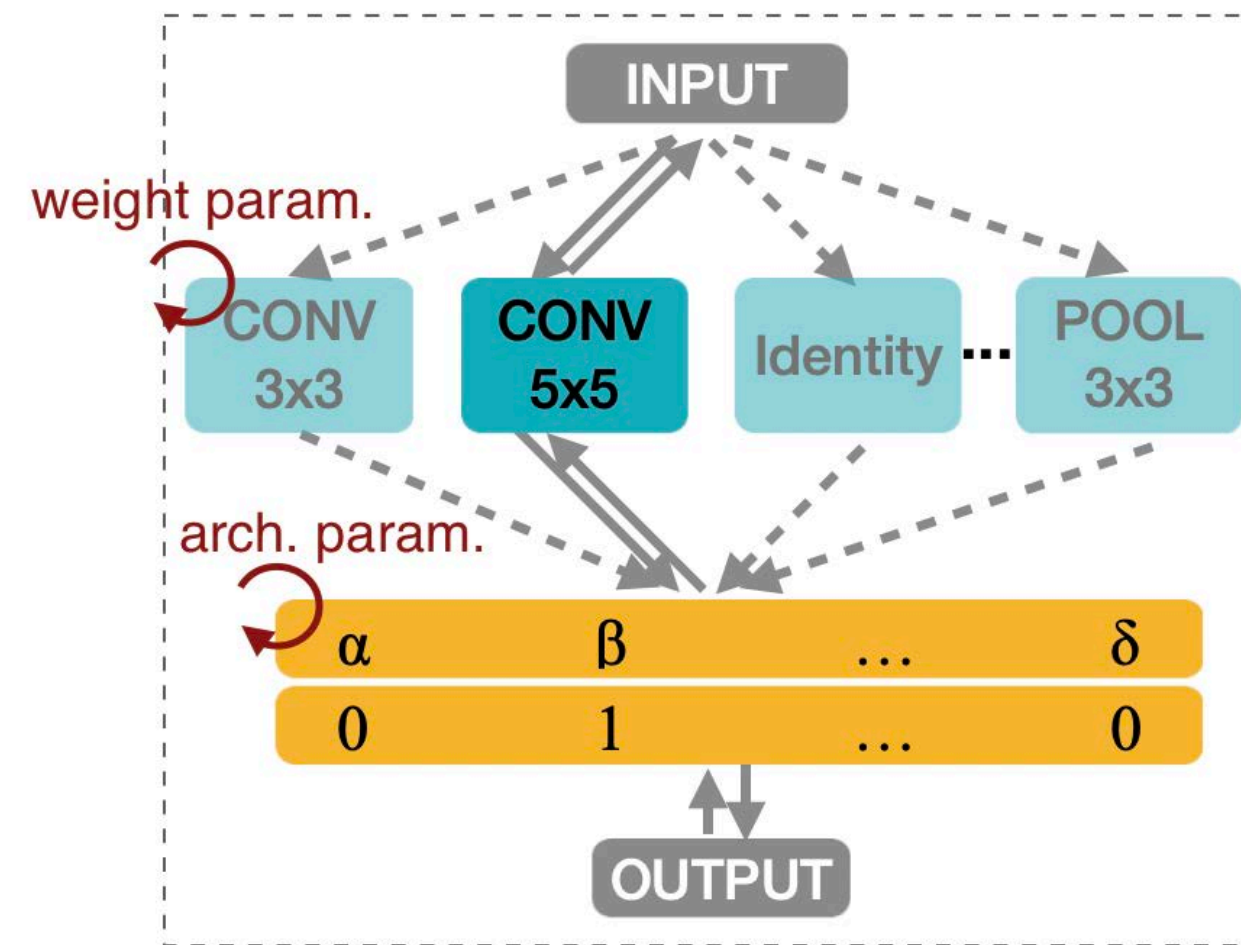 INPUT
weight param.
CONV
3x3
CONV
5x5
Identity
...
POOL
3x3
arch. param.
α β ... δ
0 1 ... 0
OUTPUT